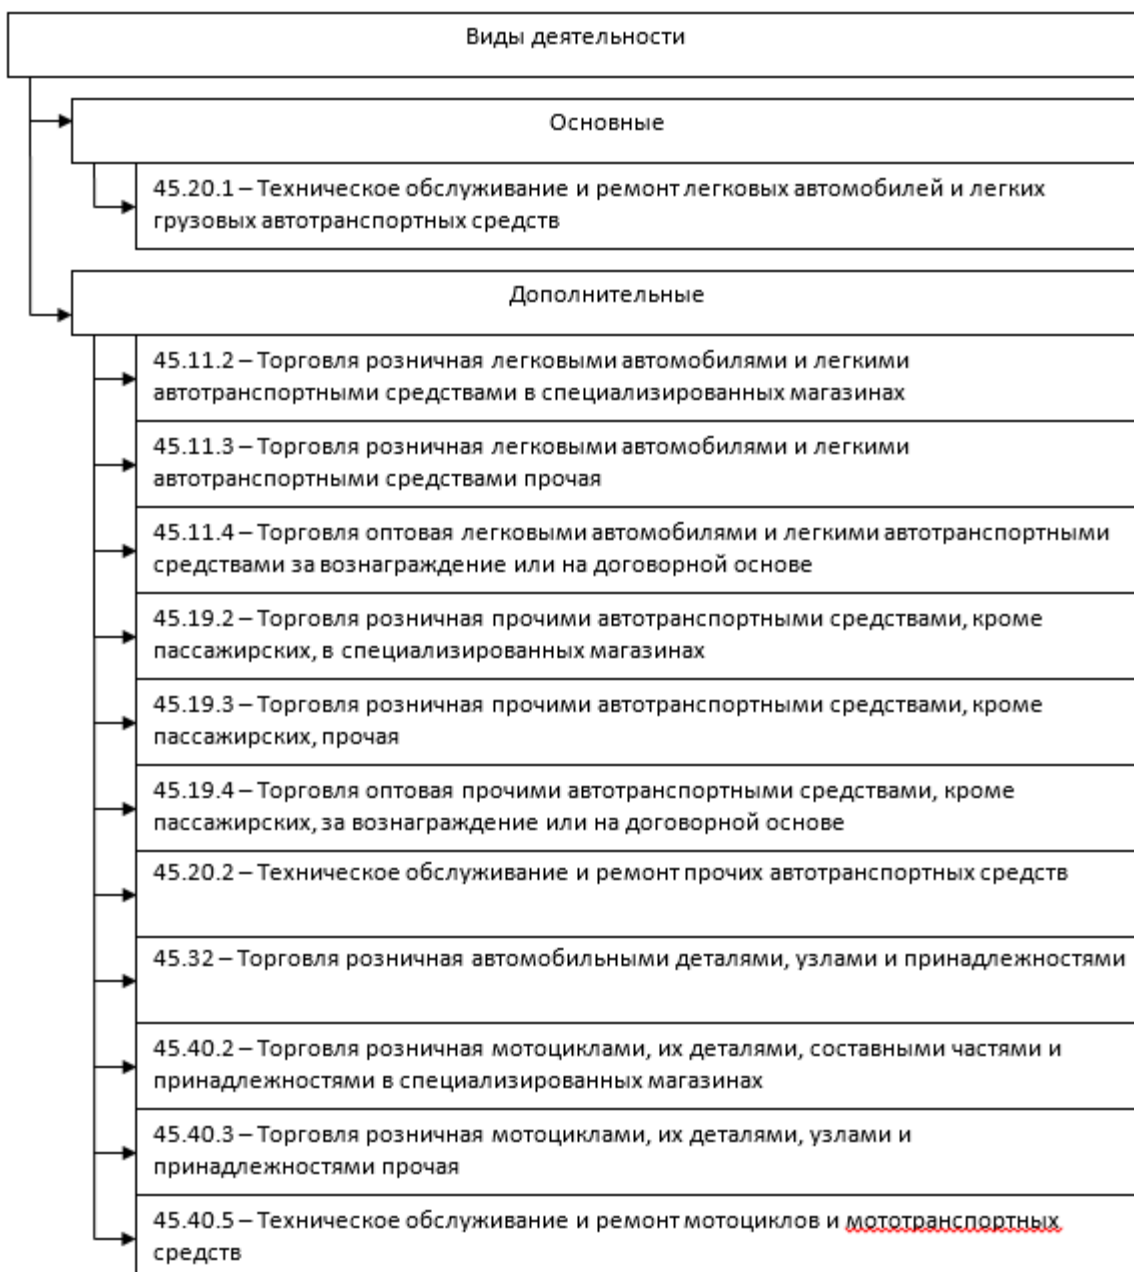 Виды деятельности
Основные
45.20.1 – Техническое обслуживание и ремонт легковых автомобилей и легких
грузовых автотранспортных средств
Дополнительные
45.11.2 – Торговля розничная легковыми автомобилями и легкими
автотранспортными средствами в специализированных магазинах
45.11.3 – Торговля розничная легковыми автомобилями и легкими
автотранспортными средствами прочая
45.11.4 – Торговля оптовая легковыми автомобилями и легкими автотранспортными
средствами за вознаграждение или на договорной основе
45.19.2 – Торговля розничная прочими автотранспортными средствами, кроме
пассажирских, в специализированных магазинах
45.19.3 – Торговля розничная прочими автотранспортными средствами, кроме
пассажирских, прочая
45.19.4 – Торговля оптовая прочими автотранспортными средствами, кроме
пассажирских, за вознаграждение или на договорной основе
45.20.2 – Техническое обслуживание и ремонт прочих автотранспортных средств
45.32 – Торговля розничная автомобильными деталями, узлами и принадлежностями
45.40.2 – Торговля розничная мотоциклами, их деталями, составными частями и
принадлежностями в специализированных магазинах
45.40.3 – Торговля розничная мотоциклами, их деталями, узлами и
принадлежностями прочая
45.40.5 – Техническое обслуживание и ремонт мотоциклов и мототранспортных
средств